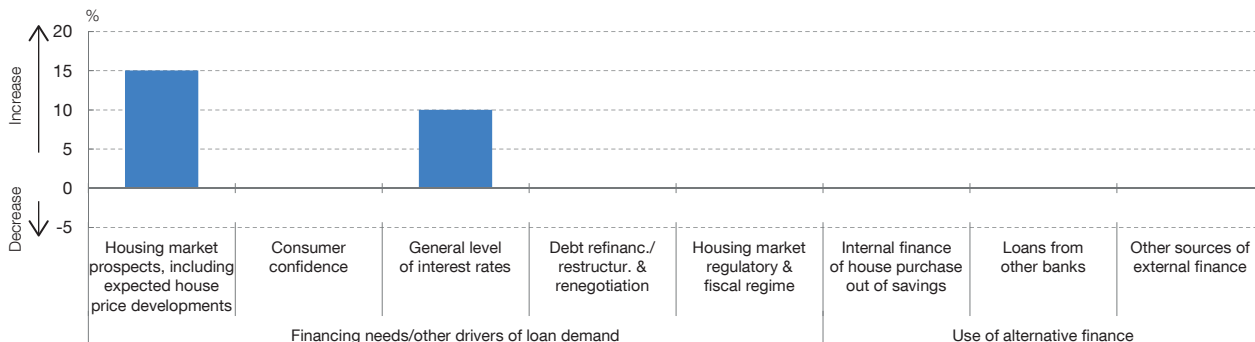 %
20
15
10
5
0
-5
Increase
Decrease
Housing market
prospects, including
expected house
price developments
Consumer
confidence
General level
of interest rates
Debt refinanc./
restructur. &
renegotiation
Housing market
regulatory &
fiscal regime
Internal finance
of house purchase
out of savings
Loans from
other banks
Other sources of
external finance
Financing needs/other drivers of loan demand
Use of alternative finance